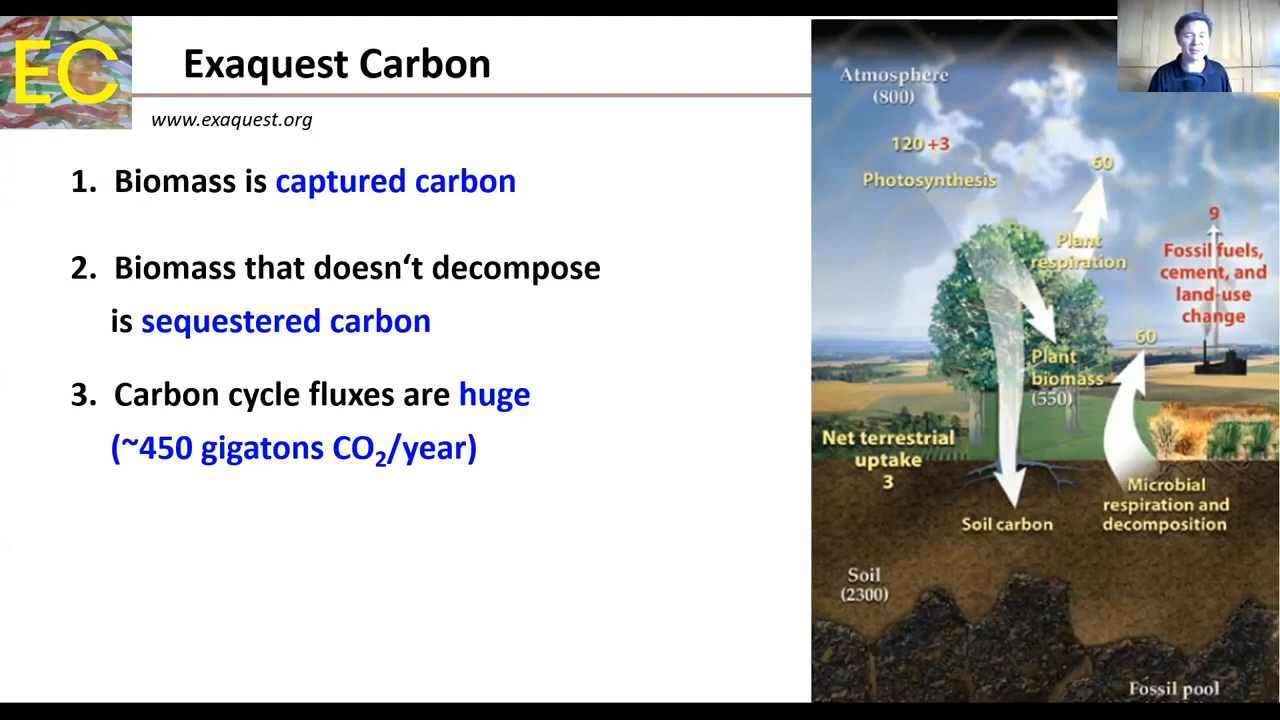 EC
Exaquest Carbon
www.exaquest.org
1. Biomass is captured carbon
2. Biomass that doesn‘t decompose
is sequestered carbon
3. Carbon cycle fluxes are huge
(~450 gigatons CO₂/year)
Atmosphere
(800)
120 +3
Photosynthesis
60
Plant
respiration
9
Fossil fuels,
cement, and
land-use
change
60
Plant
biomass
(550)
Net terrestrial
uptake
3
Microbial
respiration and
decomposition
Soil carbon
Soil
(2300)
Fossil pool